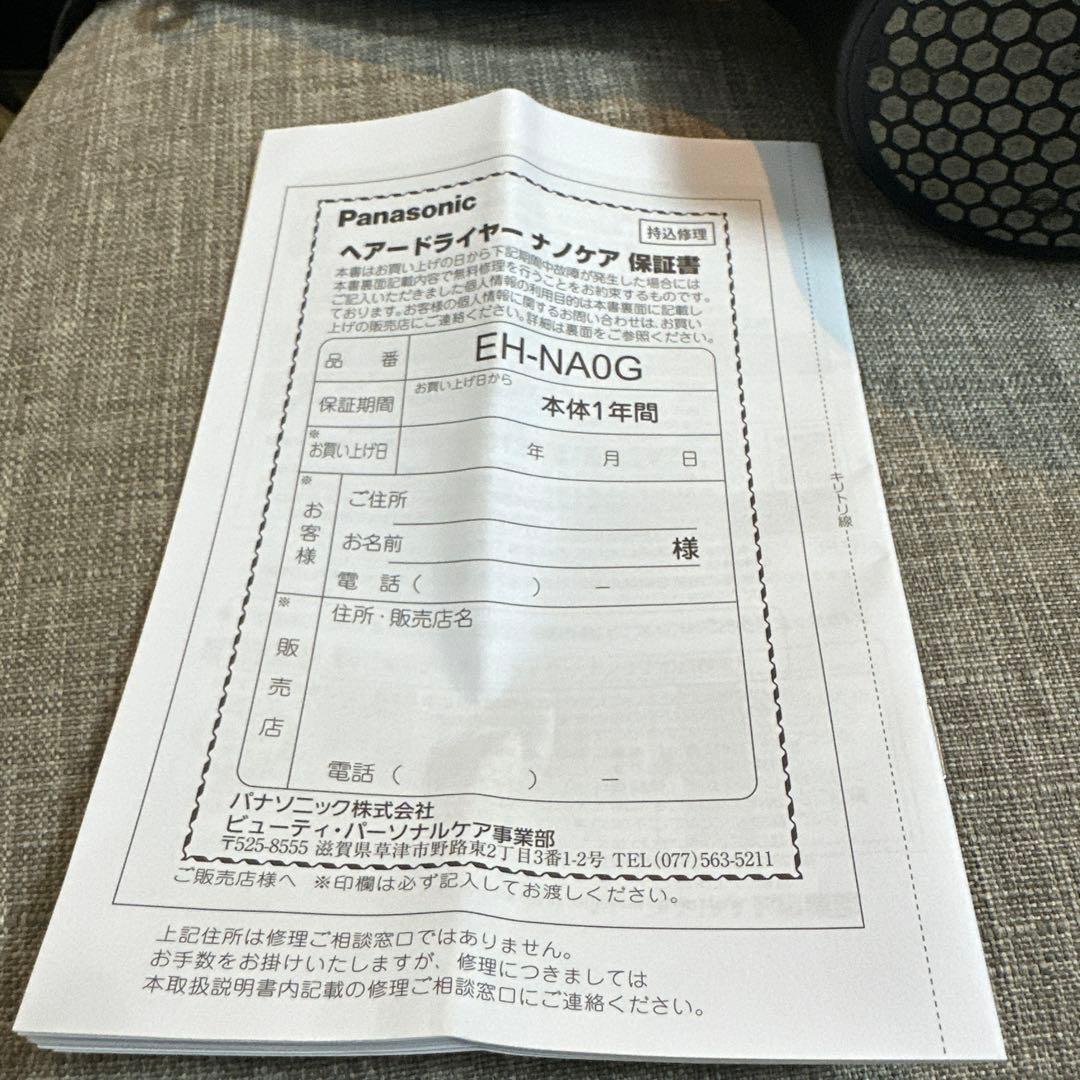 Panasonic
持込修理
ヘアードライヤー ナノケア 保証書
本書はお買い上げの日から下記期間中故障が発生した場合には
本書裏面記載内容で無料修理を行うことをお約束するものです。
ご記入いただきました個人情報の利用目的は本書裏面に記載し
ております。お客様の個人情報に関するお問い合わせは、お買い
上げの販売店にご連絡ください。詳細は裏面をご参照ください。
品 番 EH-NA0G
保証期間 お買い上げ日から
本体1年間
※お買い上げ日 年 月 日
※お客様
ご住所
お名前 様
電 話( ) －
※販売店
住所・販売店名
電話( ) －
パナソニック株式会社
ビューティ・パーソナルケア事業部
〒525-8555 滋賀県草津市野路東2丁目3番1-2号 TEL(077)563-5211
ご販売店様へ ※印欄は必ず記入してお渡しください。
上記住所は修理ご相談窓口ではありません。
お手数をお掛けいたしますが、修理につきましては
本取扱説明書内記載の修理ご相談窓口にご連絡ください。
キリトリ線